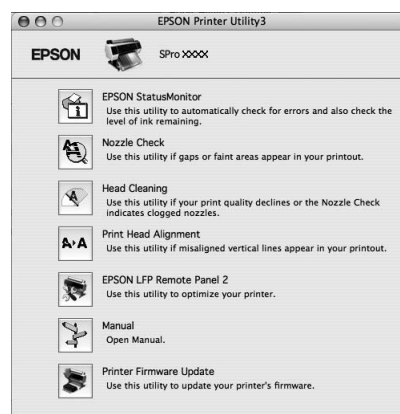 EPSON Printer Utility3
EPSON SPro XXXX
EPSON StatusMonitor
Use this utility to automatically check for errors and also check the
level of ink remaining.
Nozzle Check
Use this utility if gaps or faint areas appear in your printout.
Head Cleaning
Use this utility if your print quality declines or the Nozzle Check
indicates clogged nozzles.
A A Print Head Alignment
Use this utility if misaligned vertical lines appear in your printout.
EPSON LFP Remote Panel 2
Use this utility to optimize your printer.
Manual
Open Manual.
Printer Firmware Update
Use this utility to update your printer's firmware.